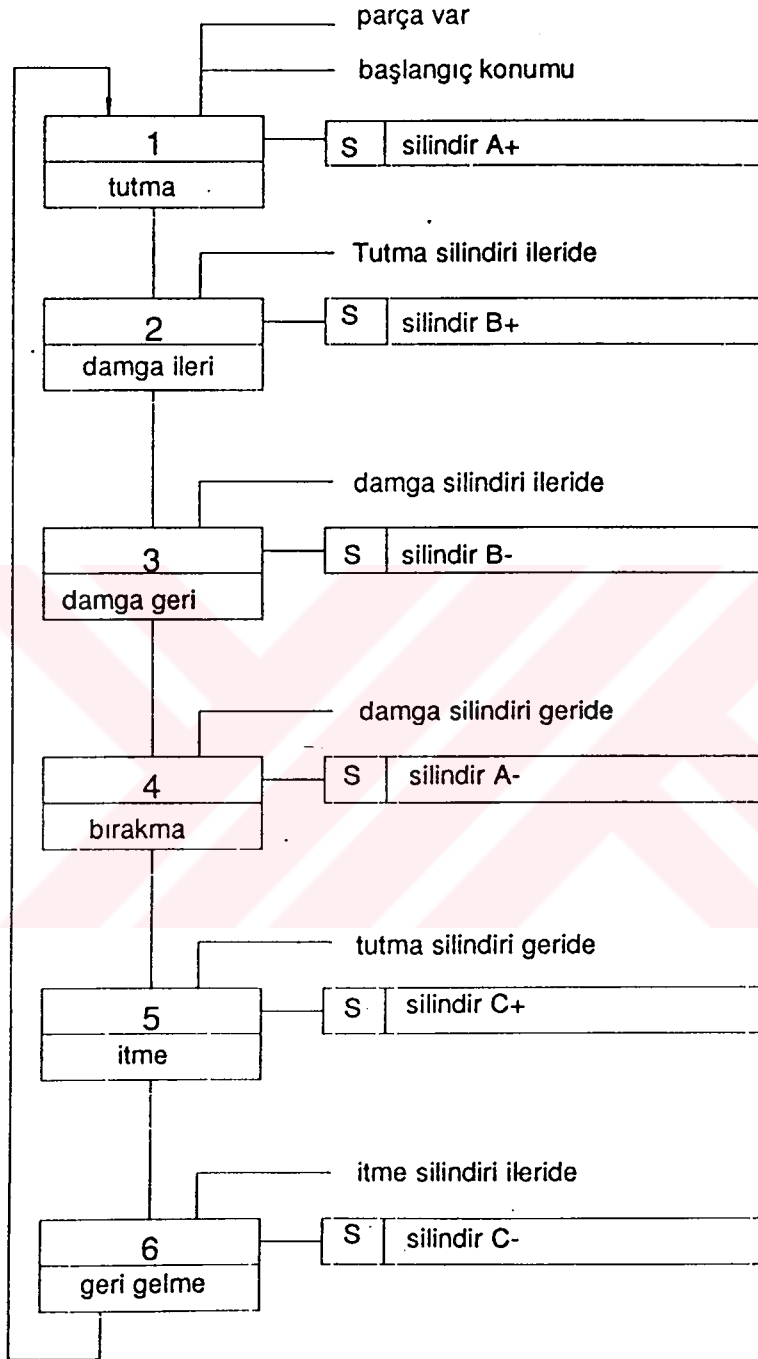 parça var
başlangıç konumu
1
S silindir A+
tutma
Tutma silindiri ileride
2
S silindir B+
damga ileri
damga silindiri ileride
3
S silindir B-
damga geri
damga silindiri geride
4
S silindir A-
bırakma
tutma silindiri geride
5
S silindir C+
itme
itme silindiri ileride
6
S silindir C-
geri gelme